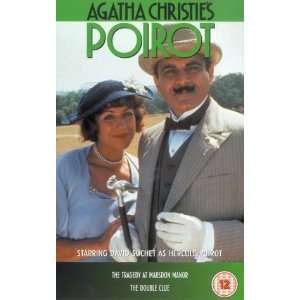 AGATHA CHRISTIE'S
POIROT
STARRING DAVID SUCHET AS HERCULE POIROT
THE TRAGEDY AT MARSDON MANOR
THE DOUBLE CLUE
12